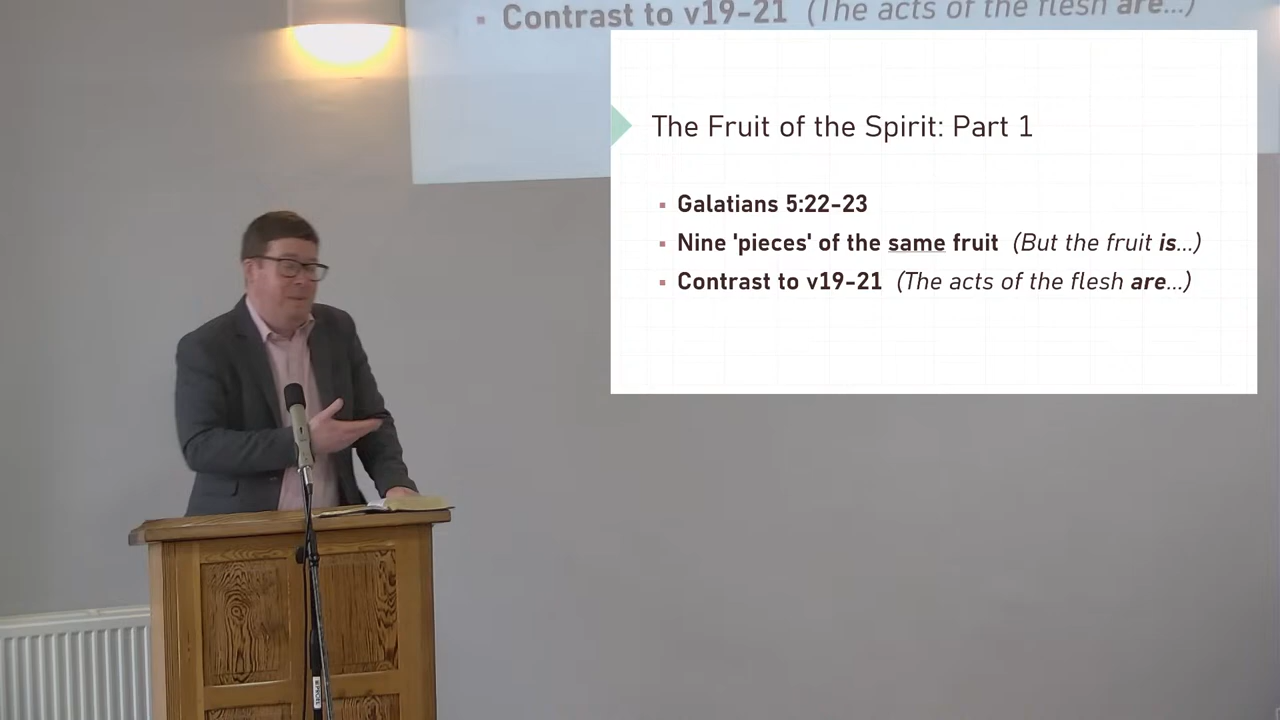 ▪ Contrast to v19-21 (The acts of the flesh are...)
The Fruit of the Spirit: Part 1
▪ Galatians 5:22-23
▪ Nine 'pieces' of the same fruit (But the fruit is...)
▪ Contrast to v19-21 (The acts of the flesh are...)